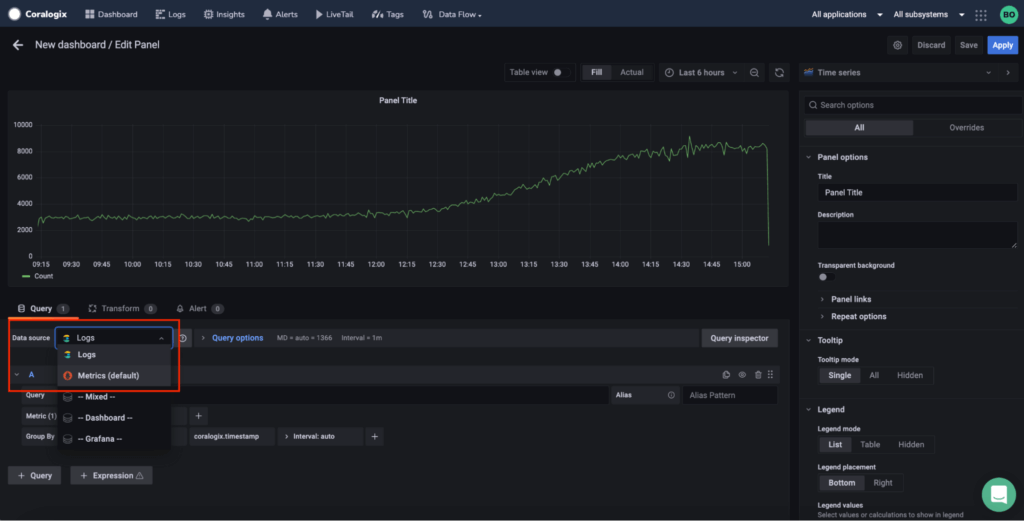 Coralogix Dashboard Logs Insights Alerts LiveTail Tags Data Flow All applications All subsystems BO
New dashboard / Edit Panel Discard Save Apply
Table view Fill Actual Last 6 hours Time series
Panel Title
Search options
All Overrides
10000
8000
6000
4000
2000
0
09:15 09:30 09:45 10:00 10:15 10:30 10:45 11:00 11:15 11:30 11:45 12:00 12:15 12:30 12:45 13:00 13:15 13:30 13:45 14:00 14:15 14:30 14:45 15:00
Count
Panel options
Title
Panel Title
Description
Transparent background
Panel links
Repeat options
Query 1 Transform 0 Alert 0
Data source Logs Query options MD = auto = 1366 Interval = 1m Query inspector
Logs
Metrics (default)
-- Mixed --
-- Dashboard --
-- Grafana --
A
Query Alias Alias Pattern
Metric (1) +
Group By coralogix.timestamp > Interval: auto +
+ Query + Expression
Tooltip
Tooltip mode
Single All Hidden
Legend
Legend mode
List Table Hidden
Legend placement
Bottom Right
Legend values
Select values or calculations to show in legend